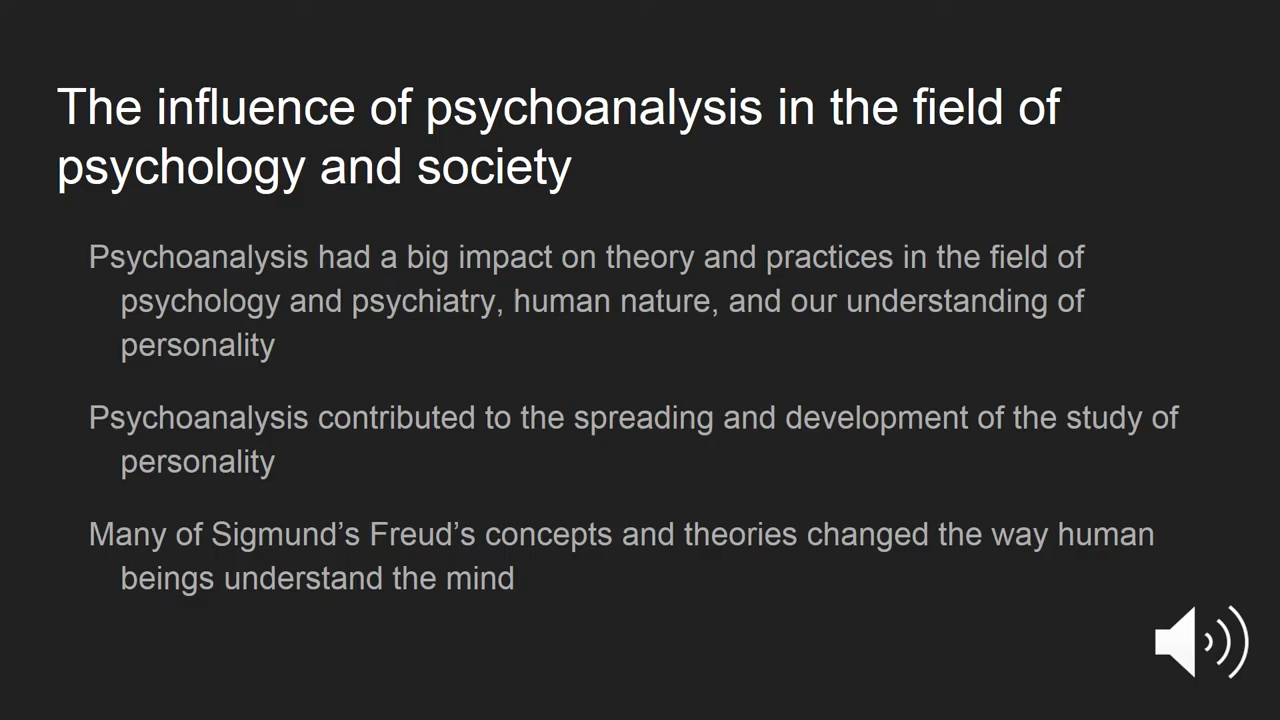 The influence of psychoanalysis in the field of
psychology and society
Psychoanalysis had a big impact on theory and practices in the field of
psychology and psychiatry, human nature, and our understanding of
personality
Psychoanalysis contributed to the spreading and development of the study of
personality
Many of Sigmund’s Freud’s concepts and theories changed the way human
beings understand the mind